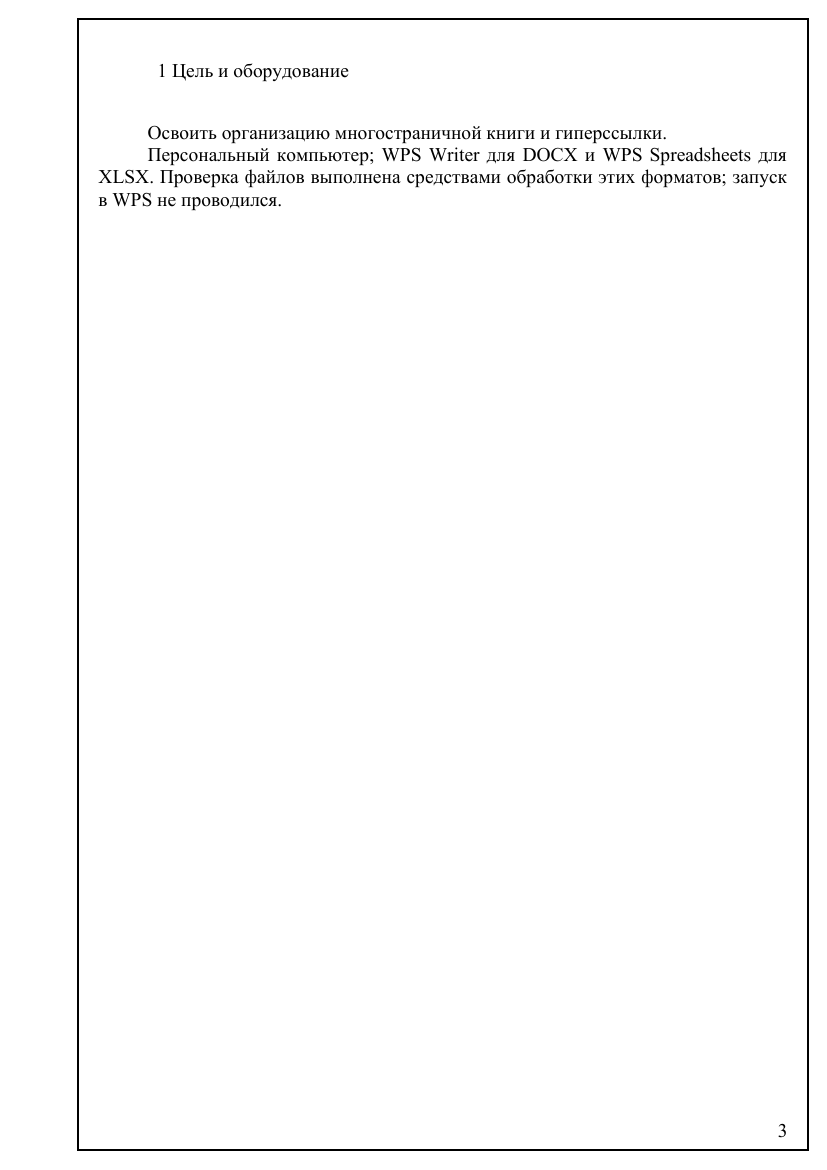 1 Цель и оборудование
Освоить организацию многостраничной книги и гиперссылки.
Персональный компьютер; WPS Writer для DOCX и WPS Spreadsheets для
XLSX. Проверка файлов выполнена средствами обработки этих форматов; запуск
в WPS не проводился.
3